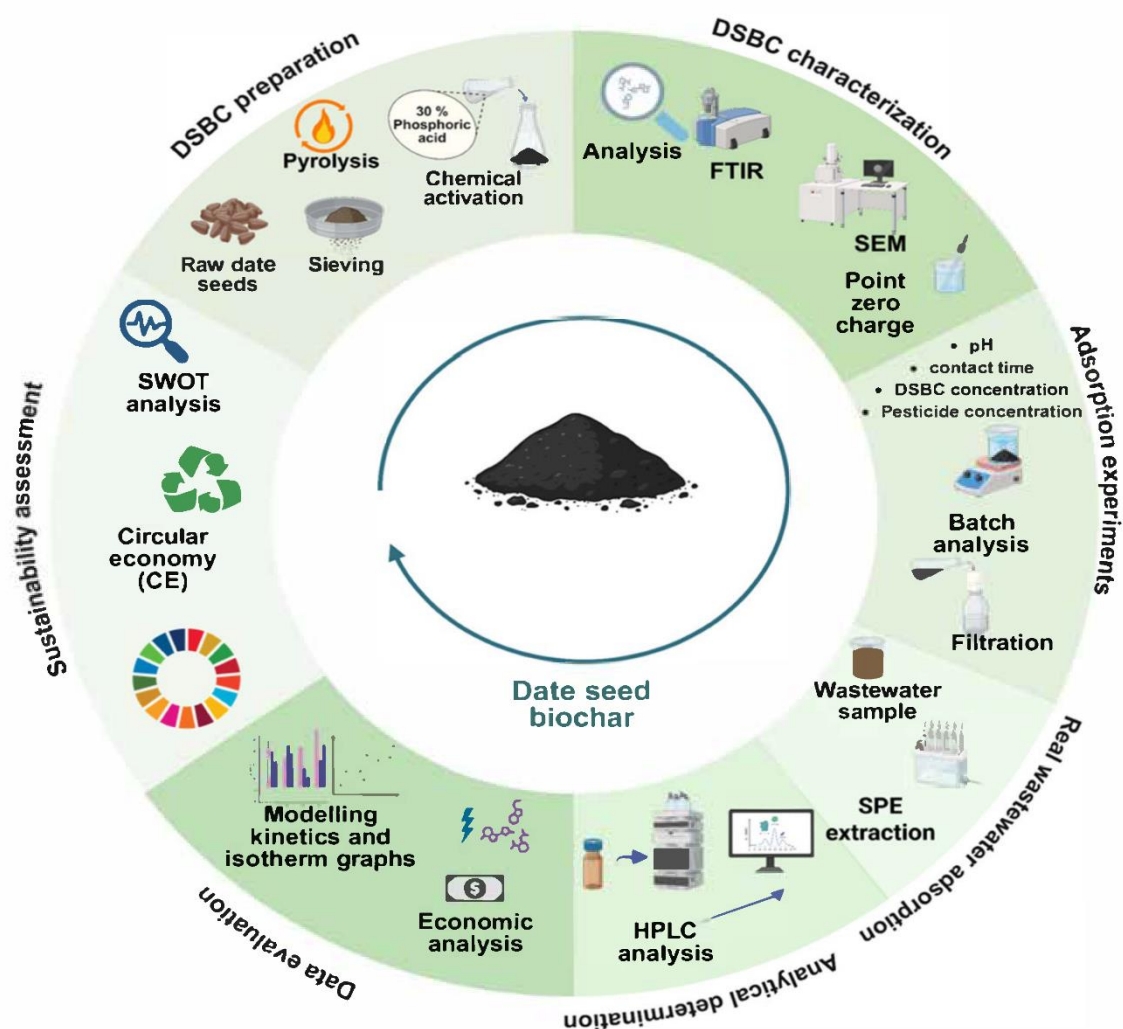 DSBC preparation
30 %
Phosphoric
acid
Pyrolysis
Chemical
activation
Raw date
seeds
Sieving
DSBC characterization
Analysis
FTIR
SEM
Point
zero
charge
Adsorption experiments
• pH
• contact time
• DSBC concentration
• Pesticide concentration
Batch
analysis
Filtration
Real wastewater adsorption
Wastewater
sample
SPE
extraction
Analytical determination
HPLC
analysis
Data evaluation
Modelling
kinetics and
isotherm graphs
Economic
analysis
Sustainability assessment
SWOT
analysis
Circular
economy
(CE)
Date seed
biochar